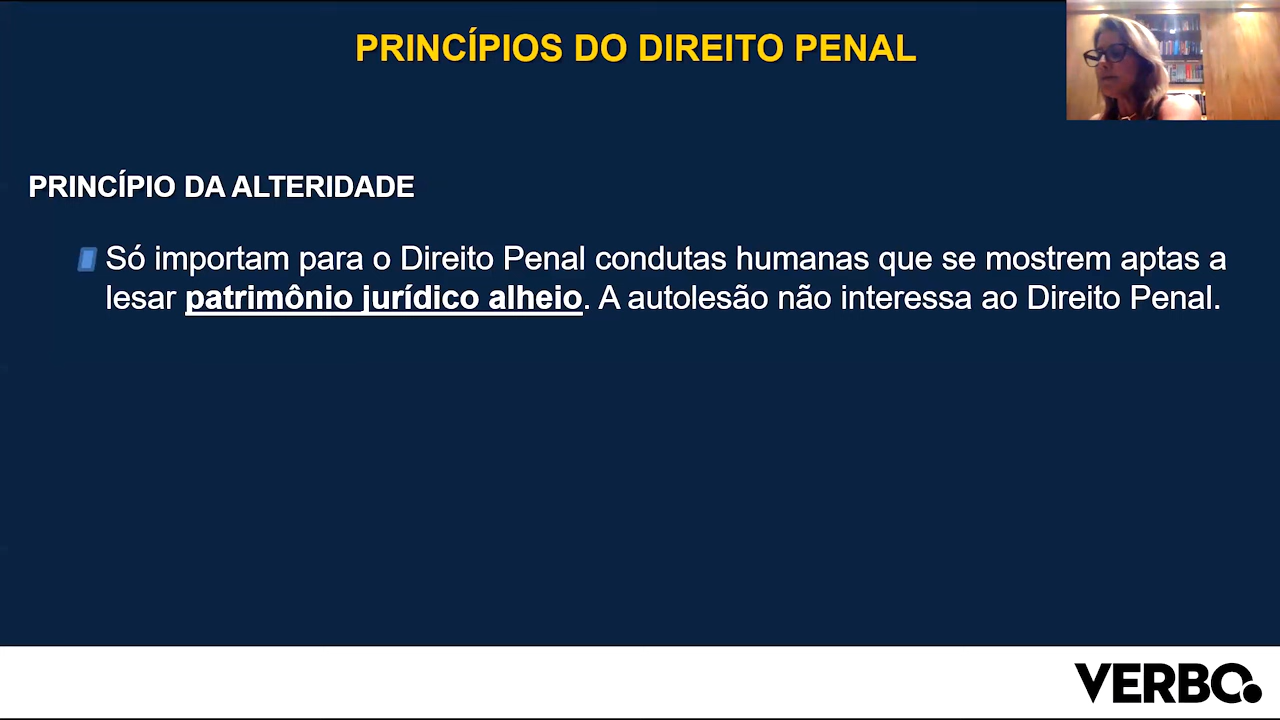 PRINCÍPIOS DO DIREITO PENAL
PRINCÍPIO DA ALTERIDADE
Só importam para o Direito Penal condutas humanas que se mostrem aptas a
lesar patrimônio jurídico alheio. A autolesão não interessa ao Direito Penal.
VERBO.